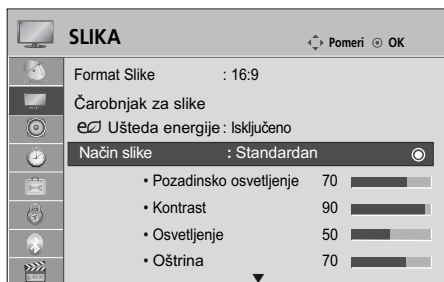 SLIKA Pomeri OK
Format Slike : 16:9
Čarobnjak za slike
Ušteda energije : Isključeno
Način slike : Standardan
• Pozadinsko osvetljenje 70
• Kontrast 90
• Osvetljenje 50
• Oštrina 70